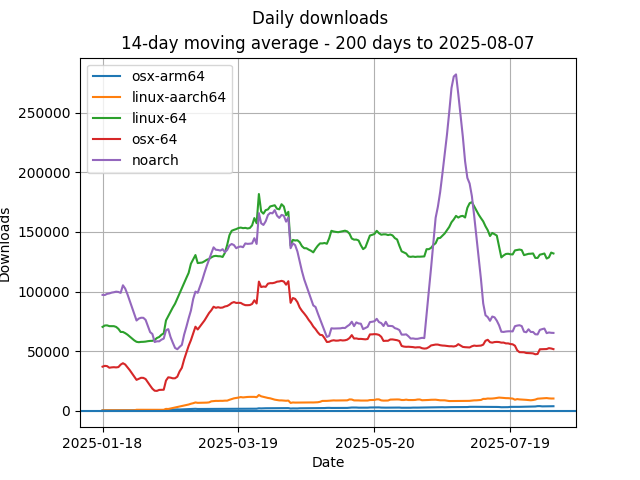 Daily downloads
14-day moving average - 200 days to 2025-08-07
osx-arm64
linux-aarch64
linux-64
osx-64
noarch
250000
200000
150000
100000
50000
0
Downloads
2025-01-18
2025-03-19
2025-05-20
2025-07-19
Date